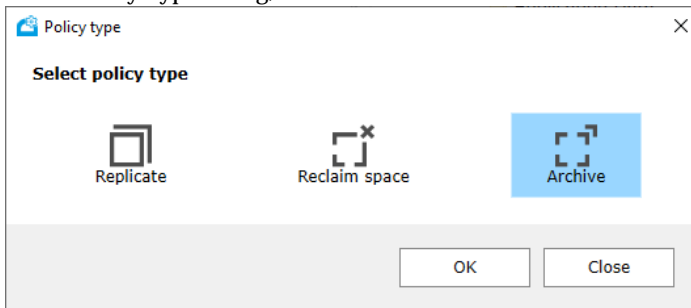 Policy type
Select policy type
Replicate
Reclaim space
Archive
OK
Close